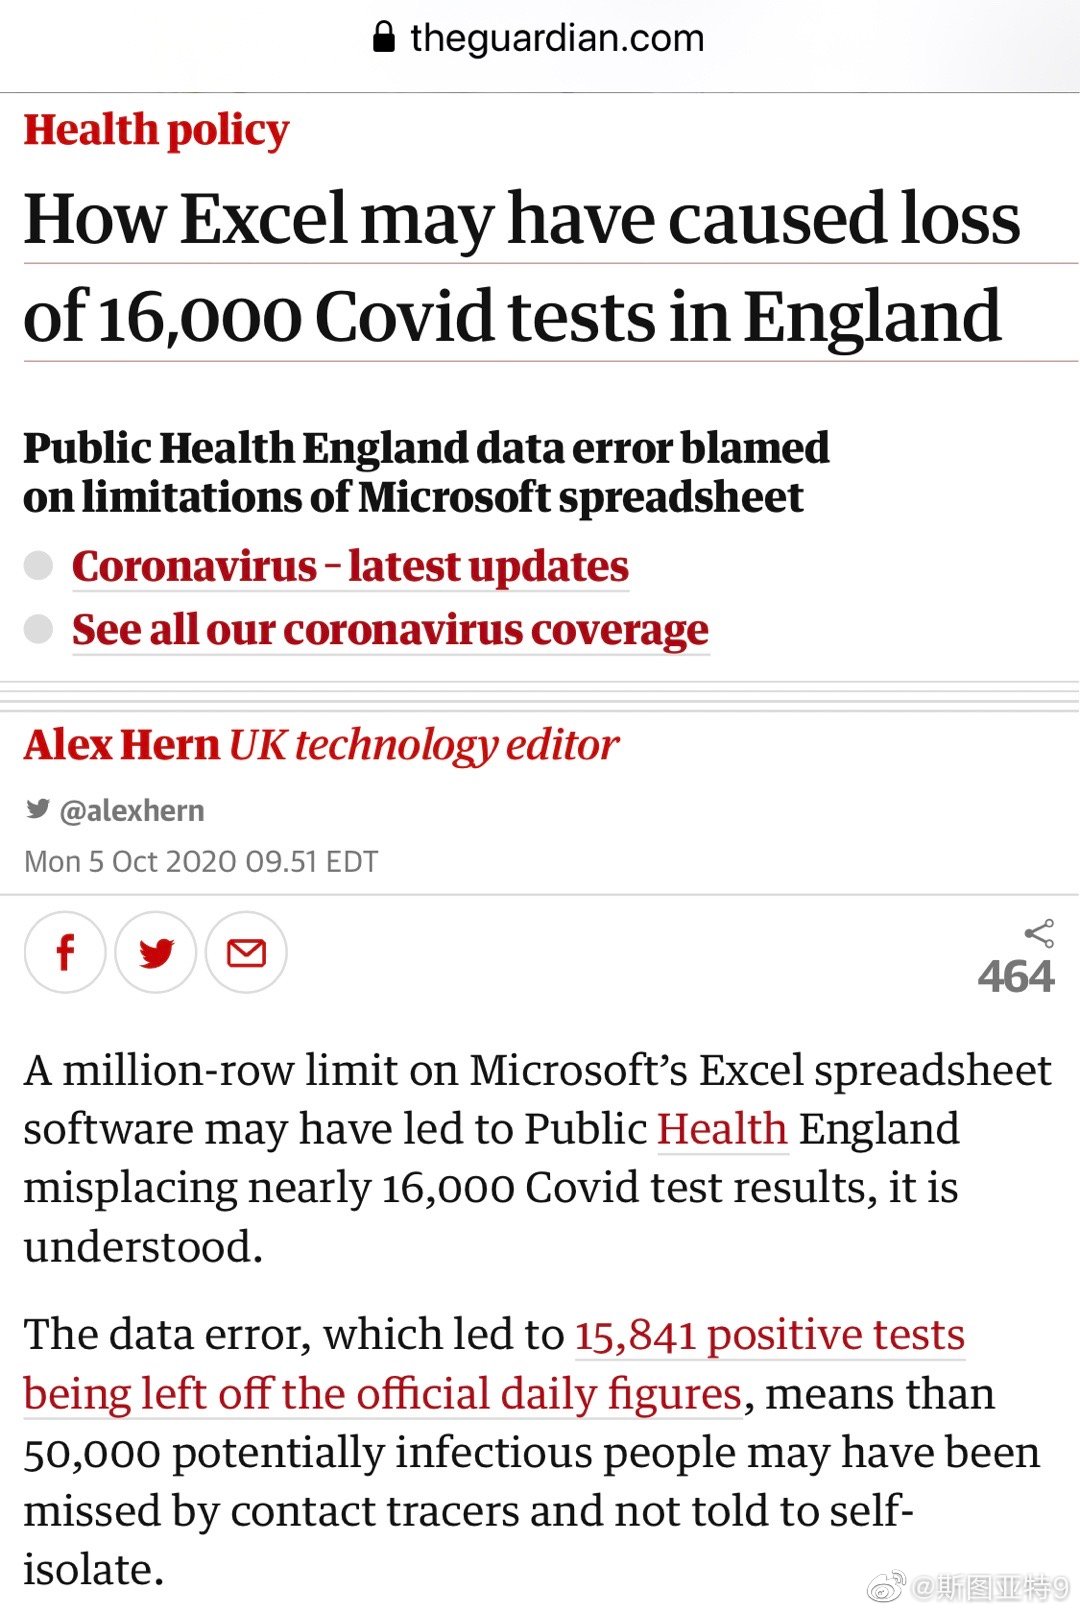 theguardian.com
Health policy
How Excel may have caused loss
of 16,000 Covid tests in England
Public Health England data error blamed
on limitations of Microsoft spreadsheet
Coronavirus – latest updates
See all our coronavirus coverage
Alex Hern UK technology editor
@alexhern
Mon 5 Oct 2020 09.51 EDT
464
A million-row limit on Microsoft’s Excel spreadsheet
software may have led to Public Health England
misplacing nearly 16,000 Covid test results, it is
understood.
The data error, which led to 15,841 positive tests
being left off the official daily figures, means than
50,000 potentially infectious people may have been
missed by contact tracers and not told to self-
isolate.
@斯图亚特9